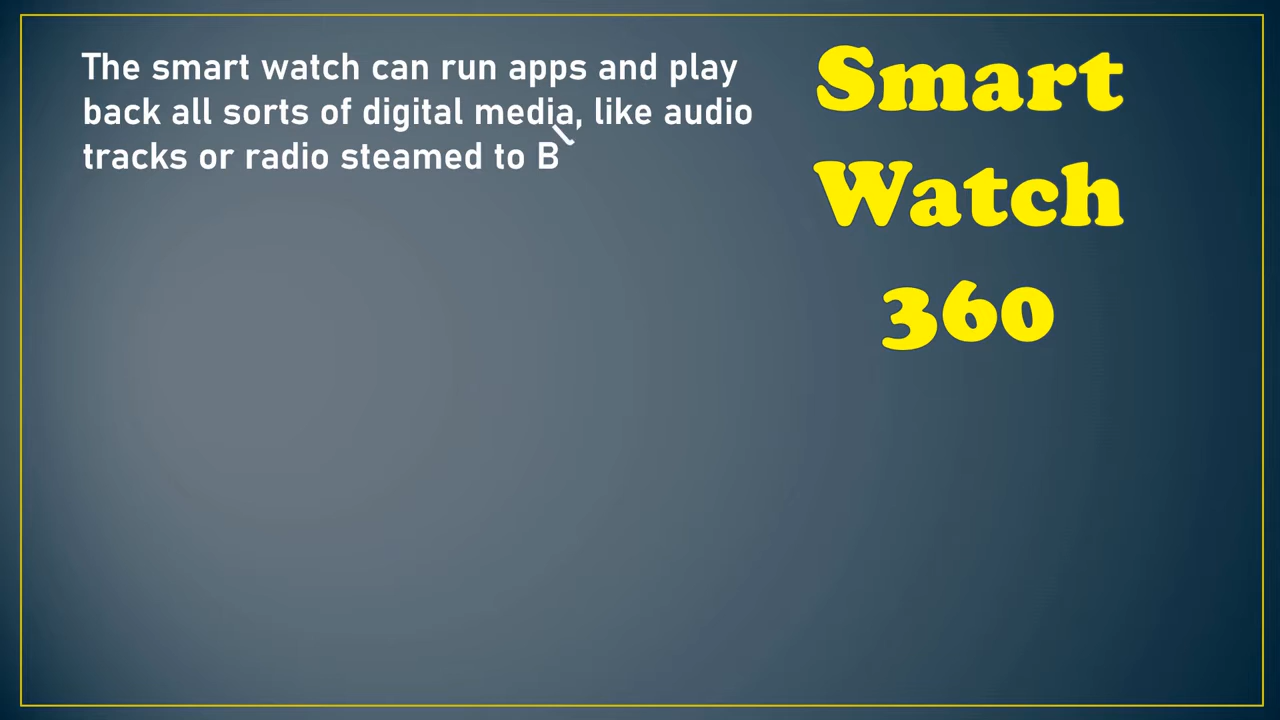 The smart watch can run apps and play
back all sorts of digital media, like audio
tracks or radio steamed to Bl
Smart
Watch
360